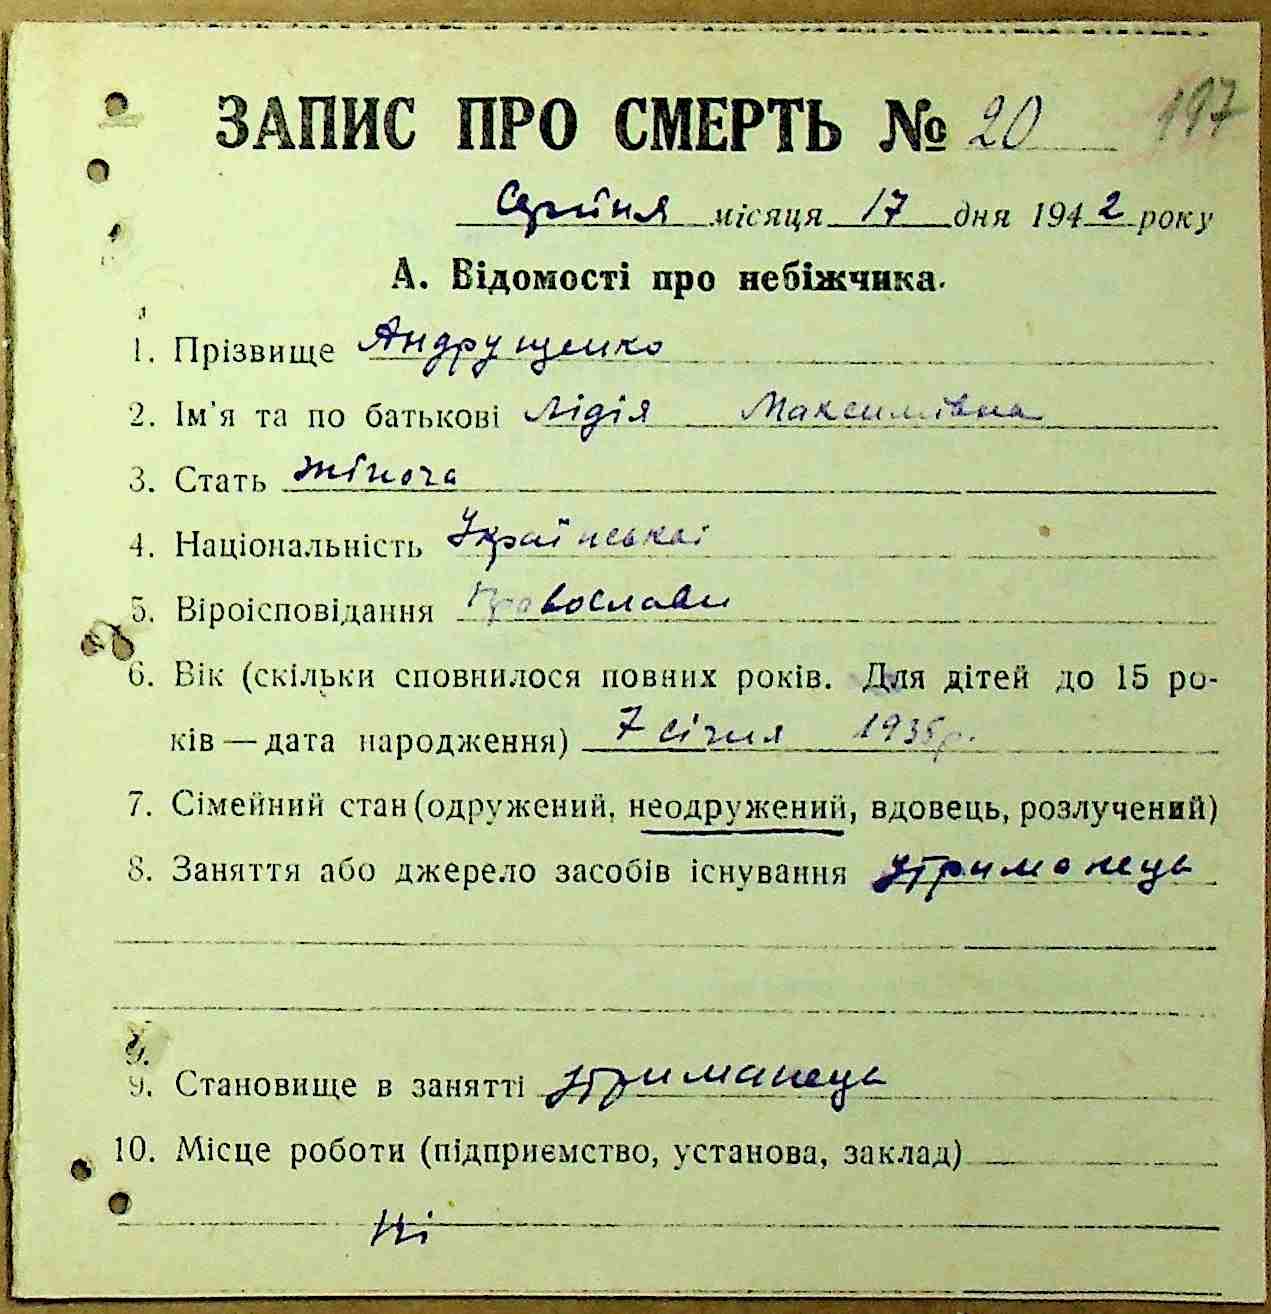 ЗАПИС ПРО СМЕРТЬ № 20 197
Серпня місяця 17 дня 1942 року
А. Відомості про небіжчика.
1. Прізвище Андрущенко
2. Ім'я та по батькові Лідія Максимівна
3. Стать жіноча
4. Національність Українська
5. Віроісповідання Православн
6. Вік (скільки сповнилося повних років. Для дітей до 15 ро-
ків — дата народження) 7 січня 1935р.
7. Сімейний стан (одружений, неодружений, вдовець, розлучений)
8. Заняття або джерело засобів існування утриманець
9. Становище в занятті утриманець
10. Місце роботи (підприємство, установа, заклад)
Ні